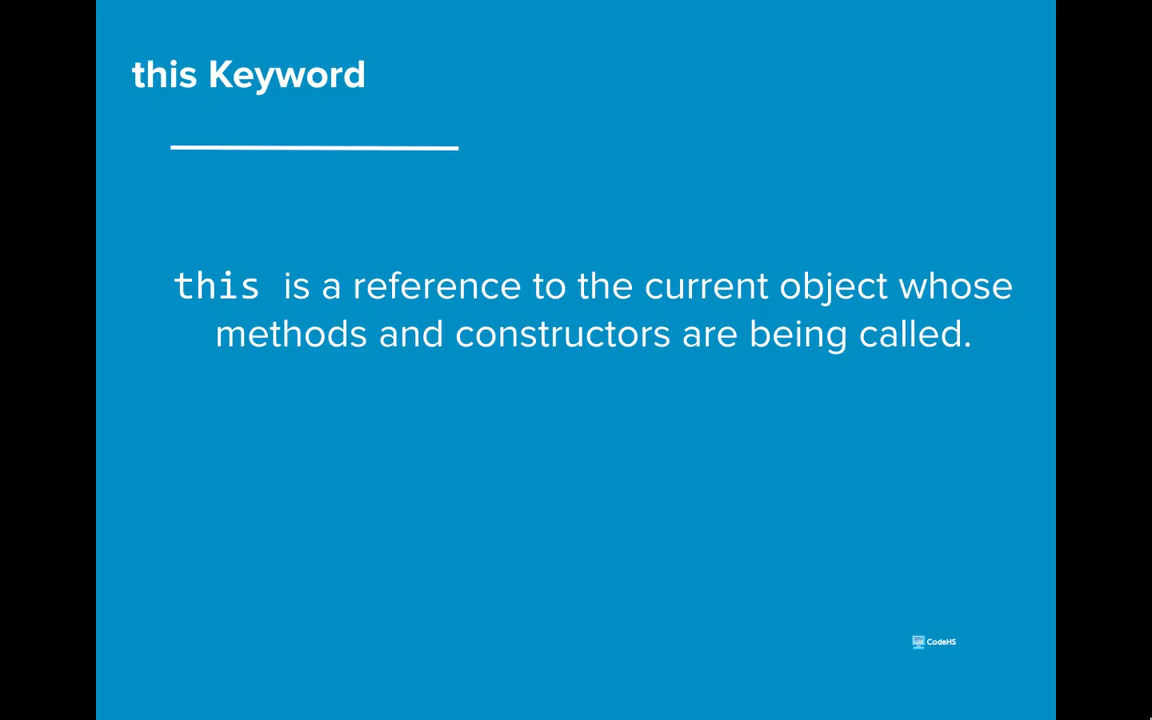 this Keyword
this is a reference to the current object whose
methods and constructors are being called.
CodeHS